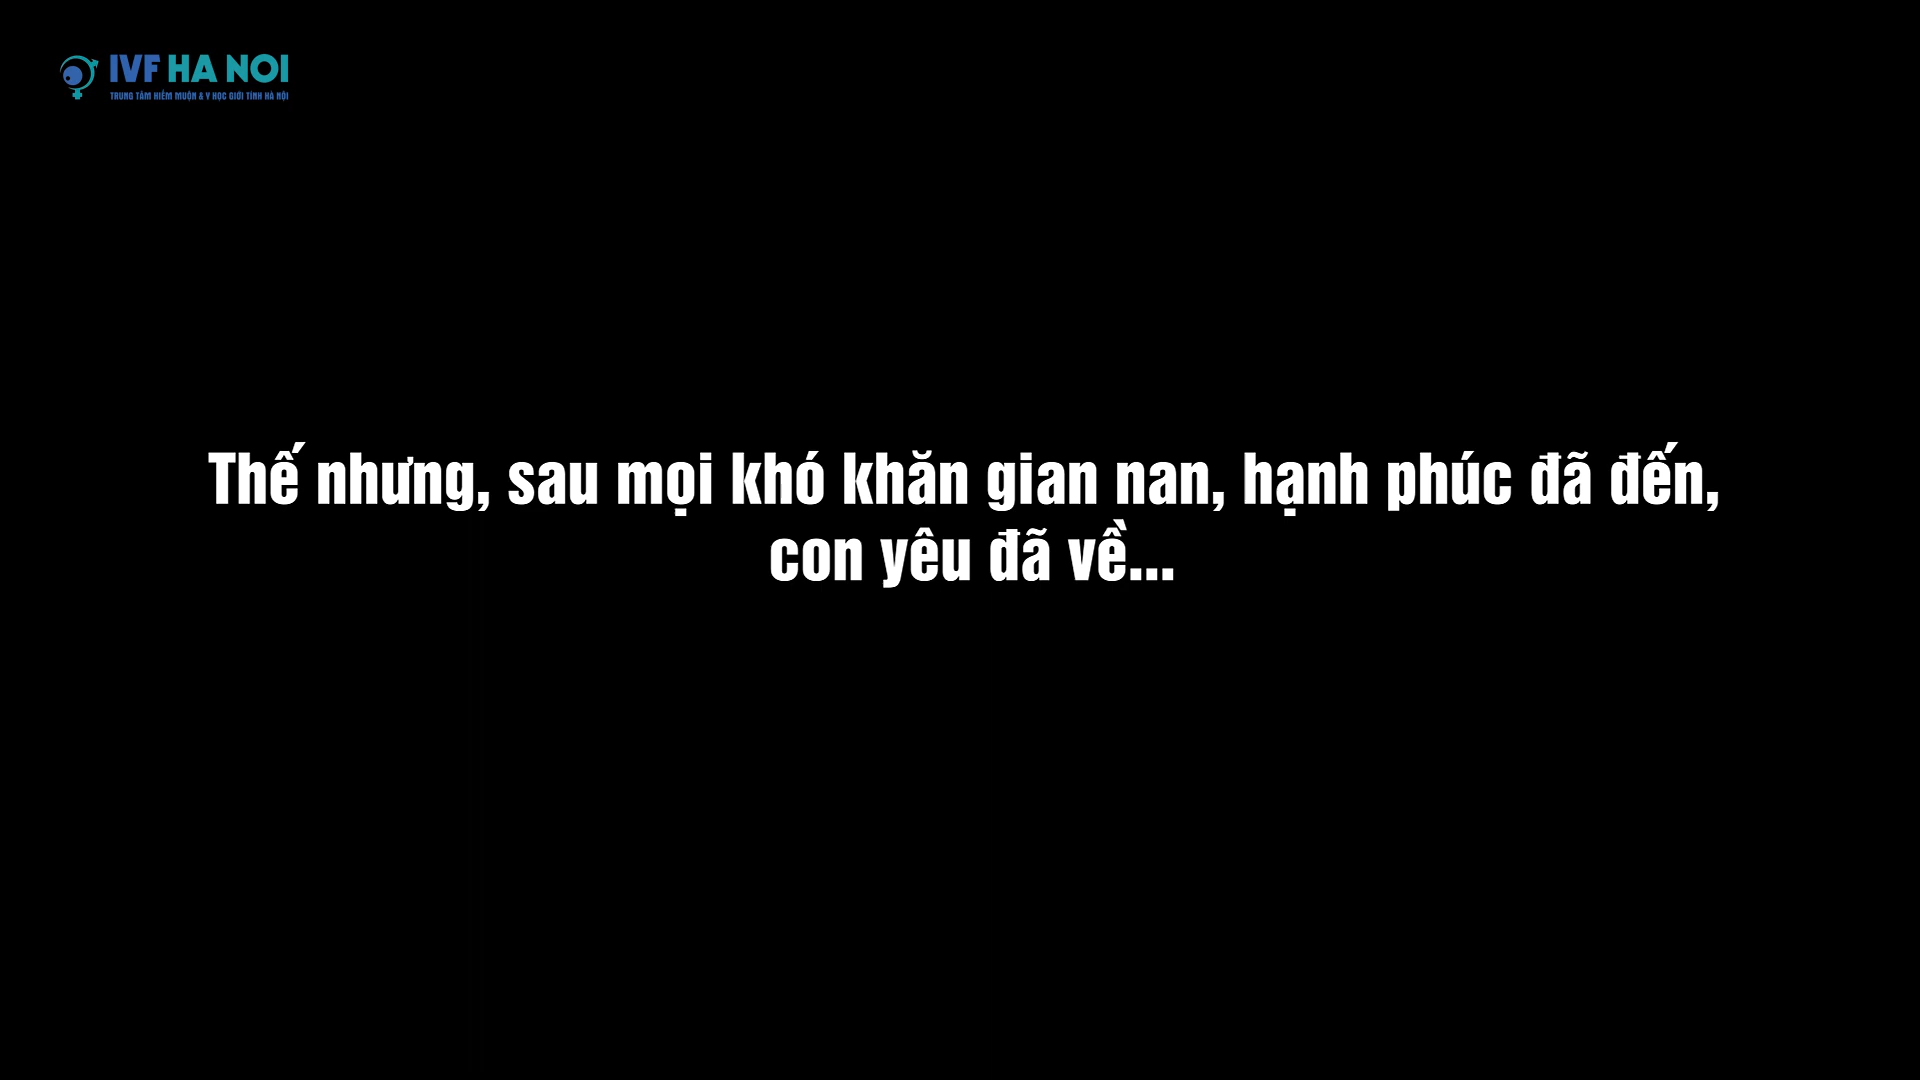 IVF HA NOI
TRUNG TÂM HIẾM MUỘN & Y HỌC GIỚI TÍNH HÀ NỘI
Thế nhưng, sau mọi khó khăn gian nan, hạnh phúc đã đến,
con yêu đã về...